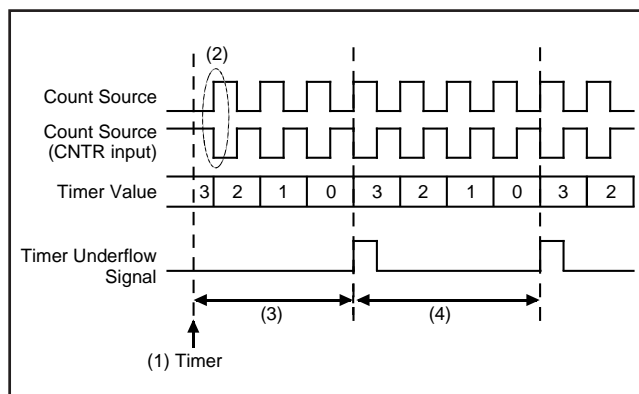 (2)
Count Source
Count Source
(CNTR input)
Timer Value 3 2 1 0 3 2 1 0 3 2
Timer Underflow
Signal
(3) (4)
(1) Timer